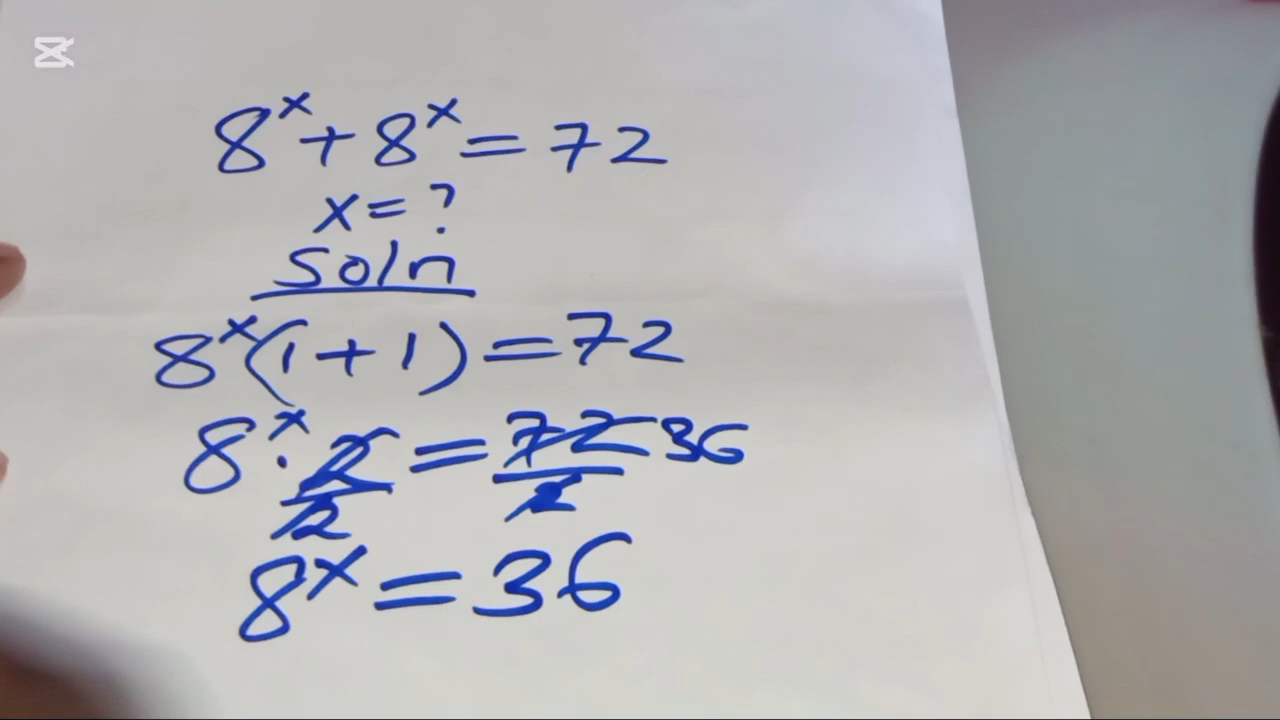 8^x + 8^x = 72
x = ?
Soln
8^x(1 + 1) = 72
8^x · 2/2 = 72/2 36
8^x = 36